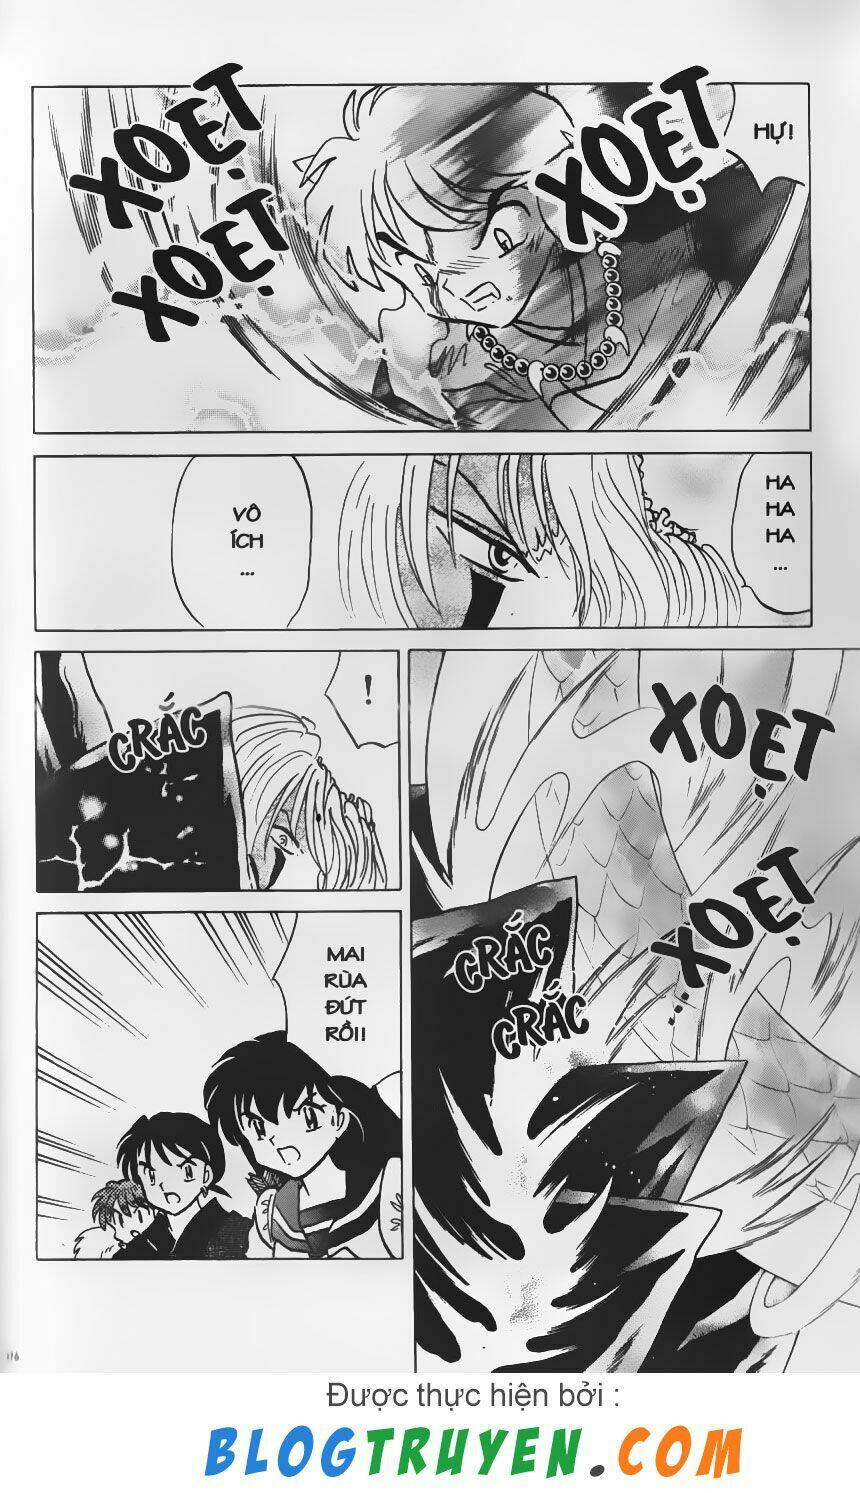 HỰ!
XOẸT
XOẸT
XOẸT
HA
HA
HA
...
VÔ
ÍCH
...
XOẸT
XOẸT
CRẮC
CRẮC
!
CRẮC
MAI
RÙA
ĐỨT
RỒI!
116
Được thực hiện bởi :
BLOGTRUYEN.COM